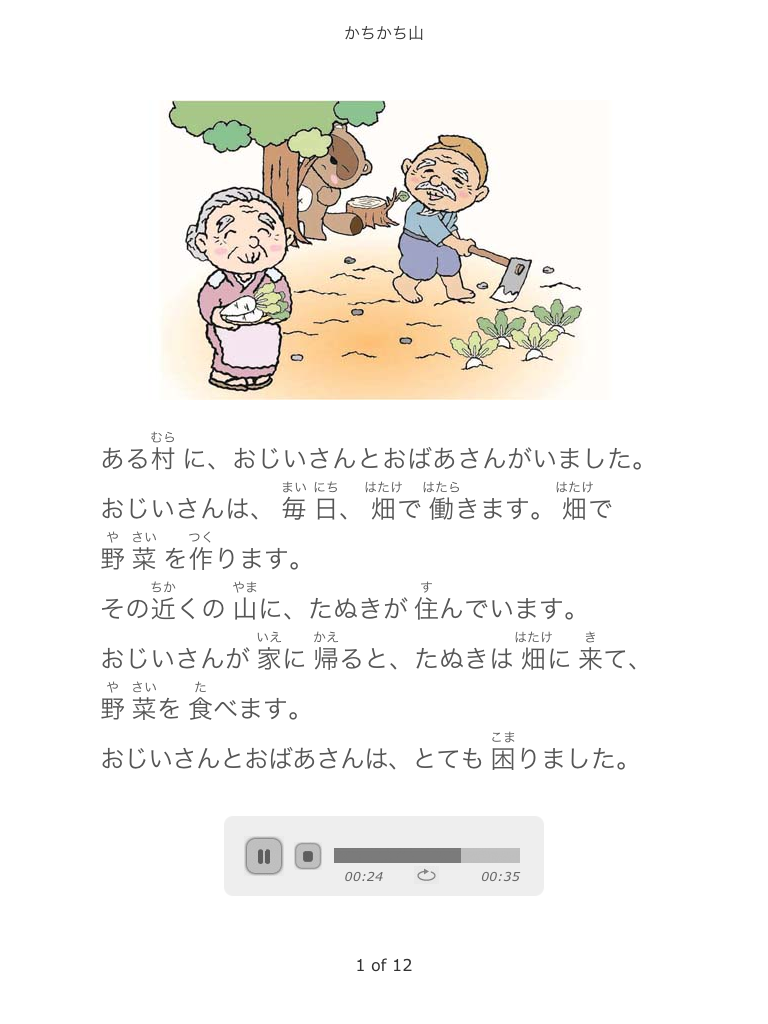 かちかち山
ある村に、おじいさんとおばあさんがいました。
おじいさんは、毎日、畑で働きます。畑で
野菜を作ります。
その近くの山に、たぬきが住んでいます。
おじいさんが家に帰ると、たぬきは畑に来て、
野菜を食べます。
おじいさんとおばあさんは、とても困りました。
むら
まい にち はたけ はたら はたけ
や さい つく
ちか やま す
いえ かえ はたけ き
や さい た
こま
00:24 00:35
1 of 12